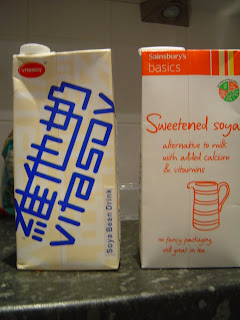 vitasoy
維他奶
vitasoy
Soya Bean Drink
Sainsbury's
basics
Sweetened soya
alternative to milk
with added calcium
& vitamins
no fancy packaging,
still great in tea